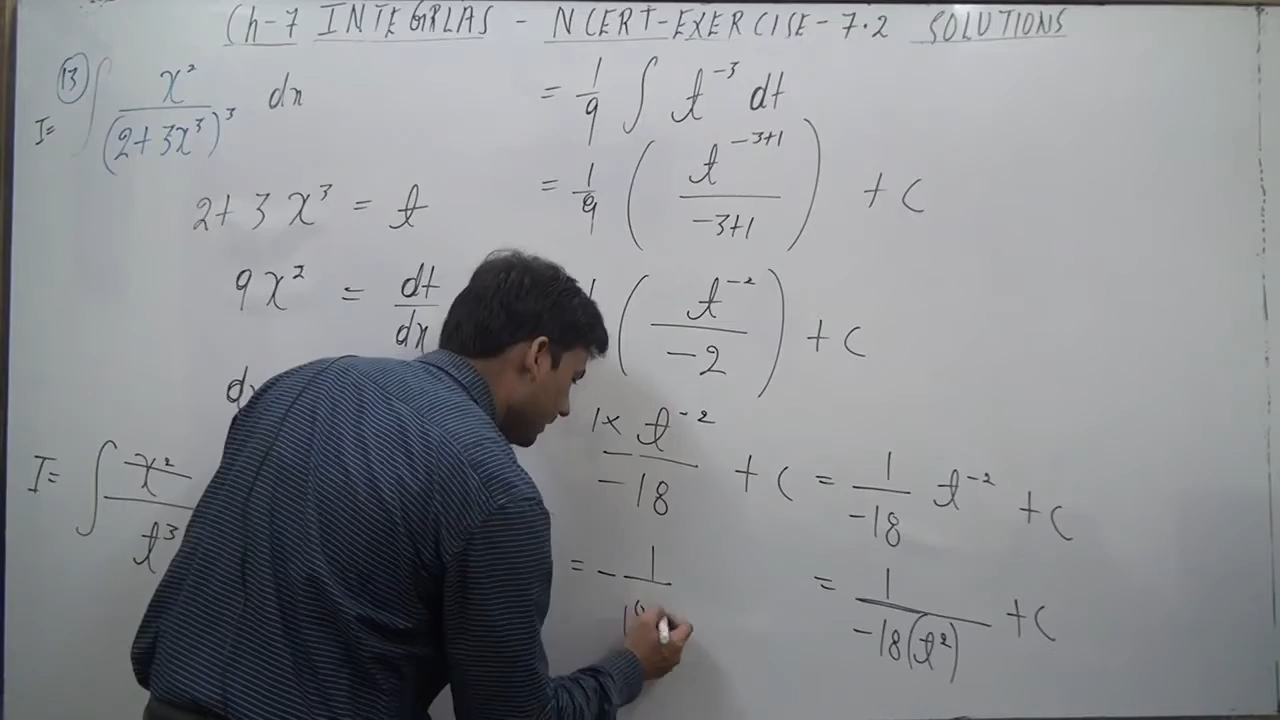 Ch-7 INTEGRLAS - NCERT-EXERCISE-7.2 SOLUTIONS
13 I= ∫ x² / (2+3x³)³ dx
2+3x³ = t
9x² = dt/dx
I= ∫ x² / t³
= 1/9 ∫ t⁻³ dt
= 1/9 ( t⁻³⁺¹ / -3+1 ) + c
( t⁻² / -2 ) + c
1× t⁻² / -18 + c = 1/-18 t⁻² + c
= 1/-18(t²) + c
= - 1/